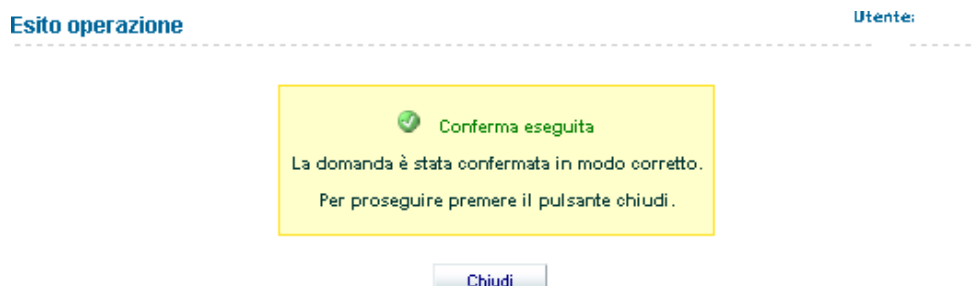 Esito operazione
Utente:
Conferma eseguita
La domanda è stata confermata in modo corretto.
Per proseguire premere il pulsante chiudi.
Chiudi